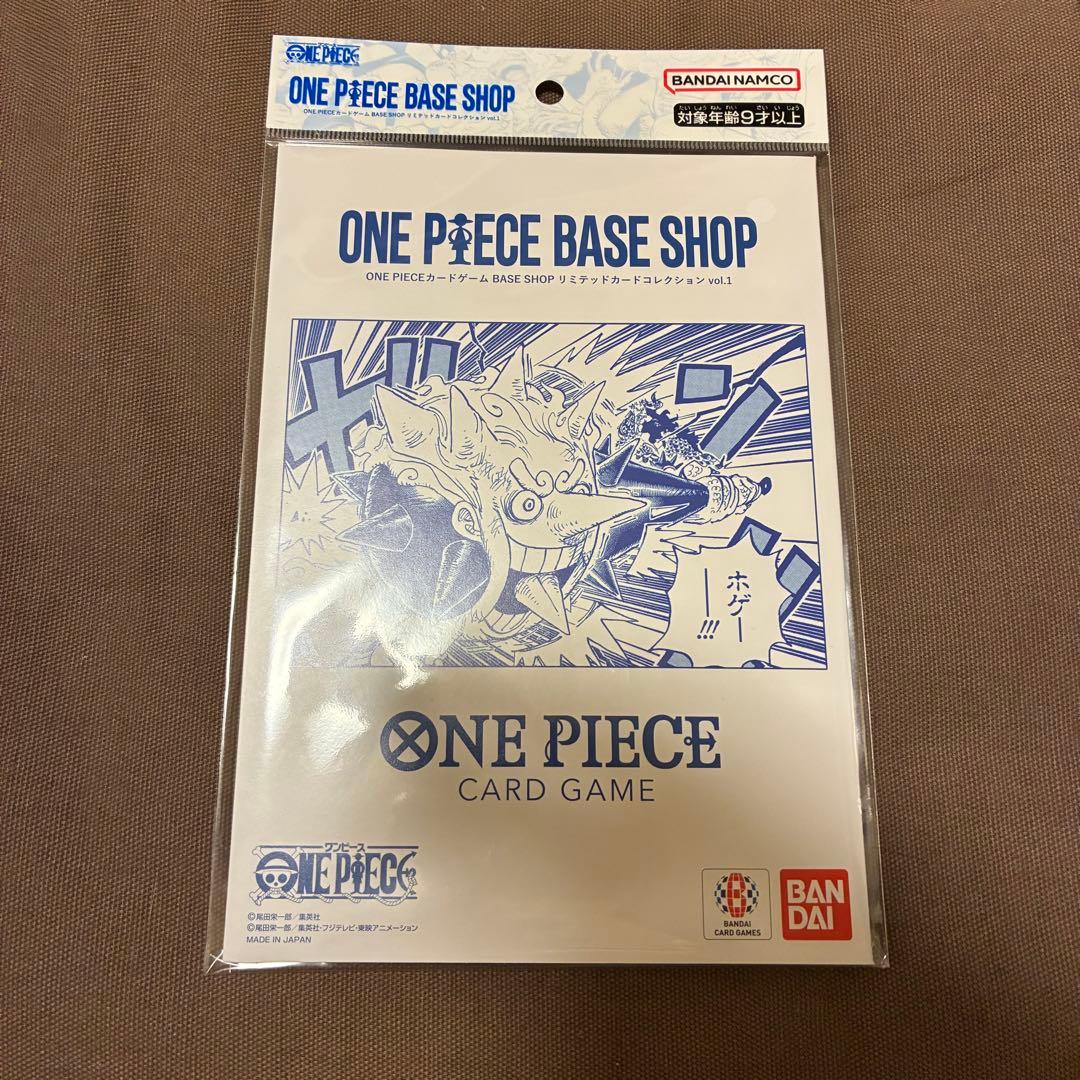 ONE PIECE
ONE PIECE BASE SHOP
ONE PIECEカードゲーム BASE SHOP リミテッドカードコレクション vol.1
BANDAI NAMCO
たいしょうねんれい さいいじょう
対象年齢9才以上
ONE PIECE BASE SHOP
ONE PIECEカードゲーム BASE SHOP リミテッドカードコレクション vol.1
ホゲー
ーー!!!
ONE PIECE
CARD GAME
ワンピース
ONE PIECE
©尾田栄一郎/集英社
©尾田栄一郎/集英社・フジテレビ・東映アニメーション
MADE IN JAPAN
BANDAI
CARD GAMES
BAN
DAI